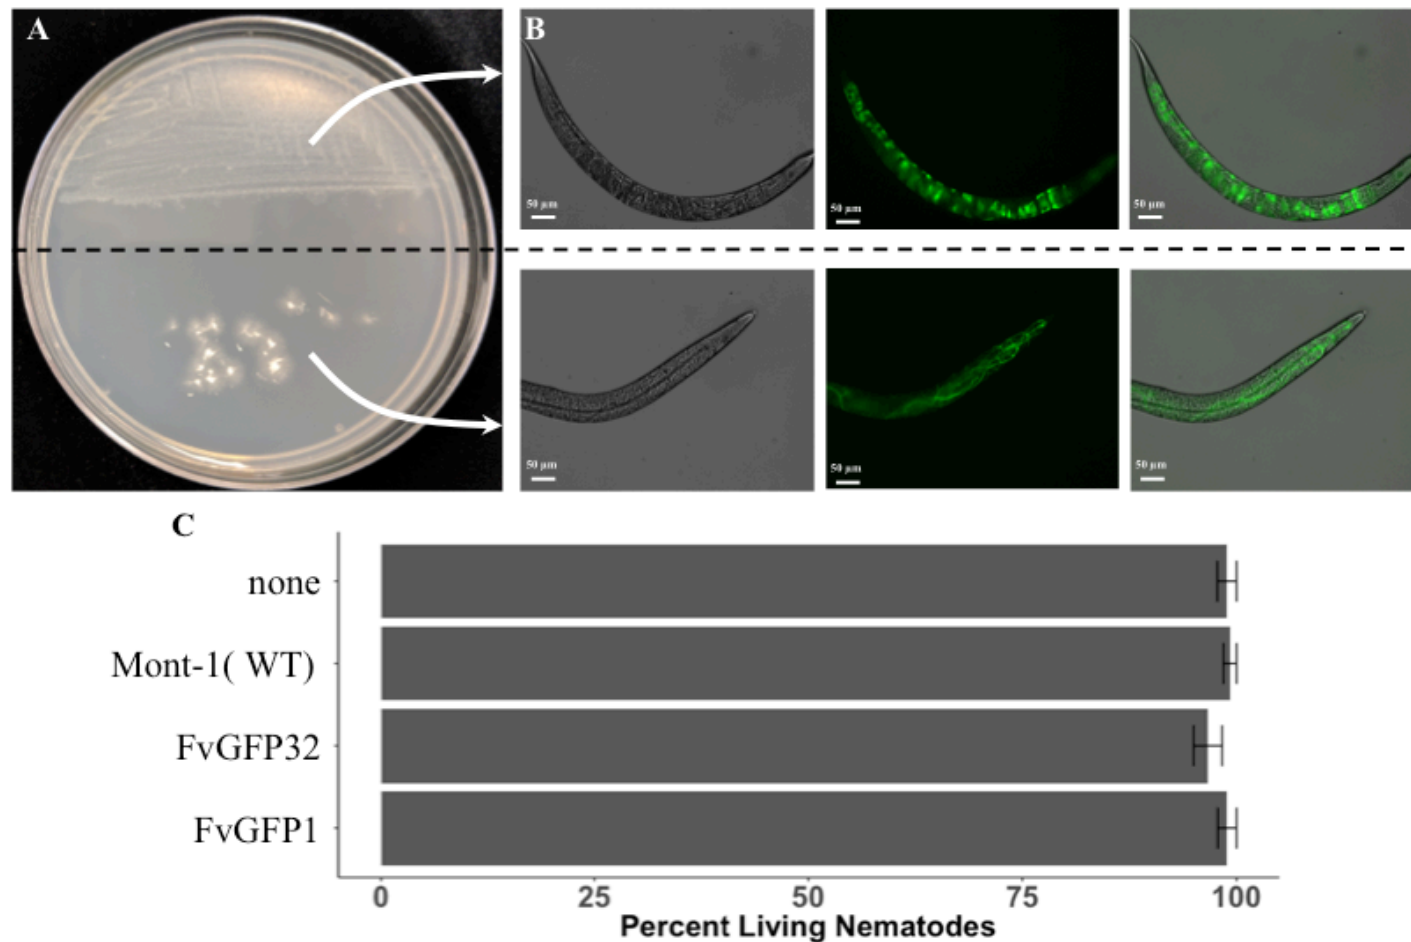 A
B
50 µm
50 µm
50 µm
50 µm
50 µm
50 µm
C
none
Mont-1( WT)
FvGFP32
FvGFP1
0 25 50 75 100
Percent Living Nematodes